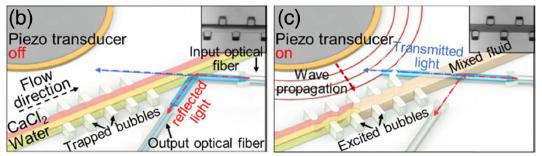 (b)
Piezo transducer
off
Input optical
fiber
Flow
direction
reflected
light
CaCl2
Water
Trapped bubbles
Output optical fiber
(c)
Piezo transducer
on
Transmitted
light
Mixed fluid
Wave
propagation
Excited bubbles